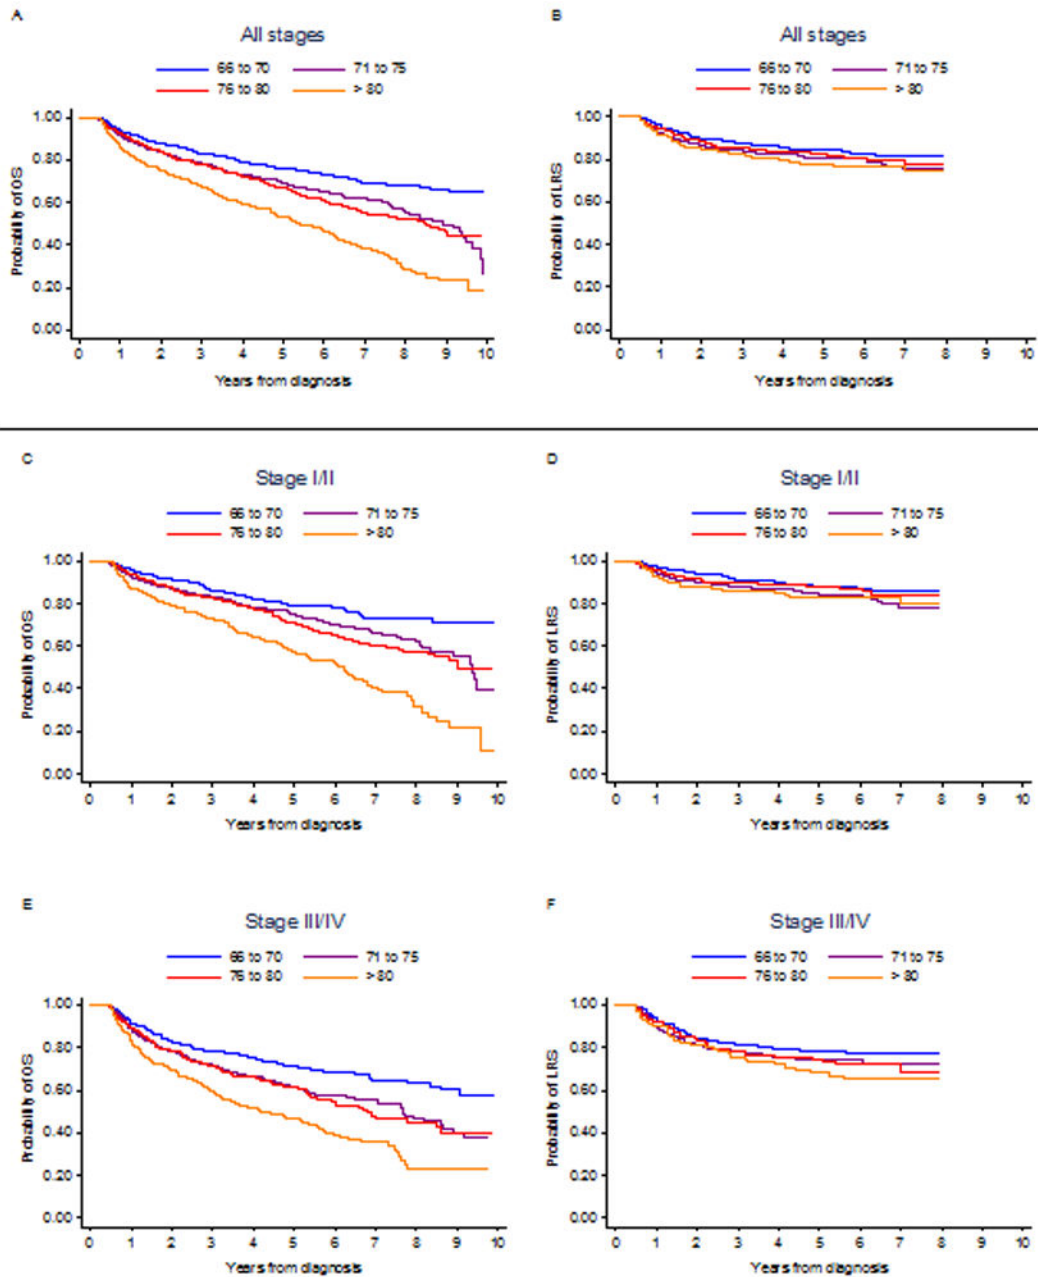 A
All stages
66 to 70 71 to 75
76 to 80 > 80
1.00
0.80
0.60
0.40
0.20
0.00
Probability of OS
0 1 2 3 4 5 6 7 8 9 10
Years from diagnosis
B
All stages
66 to 70 71 to 75
76 to 80 > 80
1.00
0.80
0.60
0.40
0.20
0.00
Probability of LRS
0 1 2 3 4 5 6 7 8 9 10
Years from diagnosis
C
Stage I/II
66 to 70 71 to 75
76 to 80 > 80
1.00
0.80
0.60
0.40
0.20
0.00
Probability of OS
0 1 2 3 4 5 6 7 8 9 10
Years from diagnosis
D
Stage I/II
66 to 70 71 to 75
76 to 80 > 80
1.00
0.80
0.60
0.40
0.20
0.00
Probability of LRS
0 1 2 3 4 5 6 7 8 9 10
Years from diagnosis
E
Stage III/IV
66 to 70 71 to 75
76 to 80 > 80
1.00
0.80
0.60
0.40
0.20
0.00
Probability of OS
0 1 2 3 4 5 6 7 8 9 10
Years from diagnosis
F
Stage III/IV
66 to 70 71 to 75
76 to 80 > 80
1.00
0.80
0.60
0.40
0.20
0.00
Probability of LRS
0 1 2 3 4 5 6 7 8 9 10
Years from diagnosis